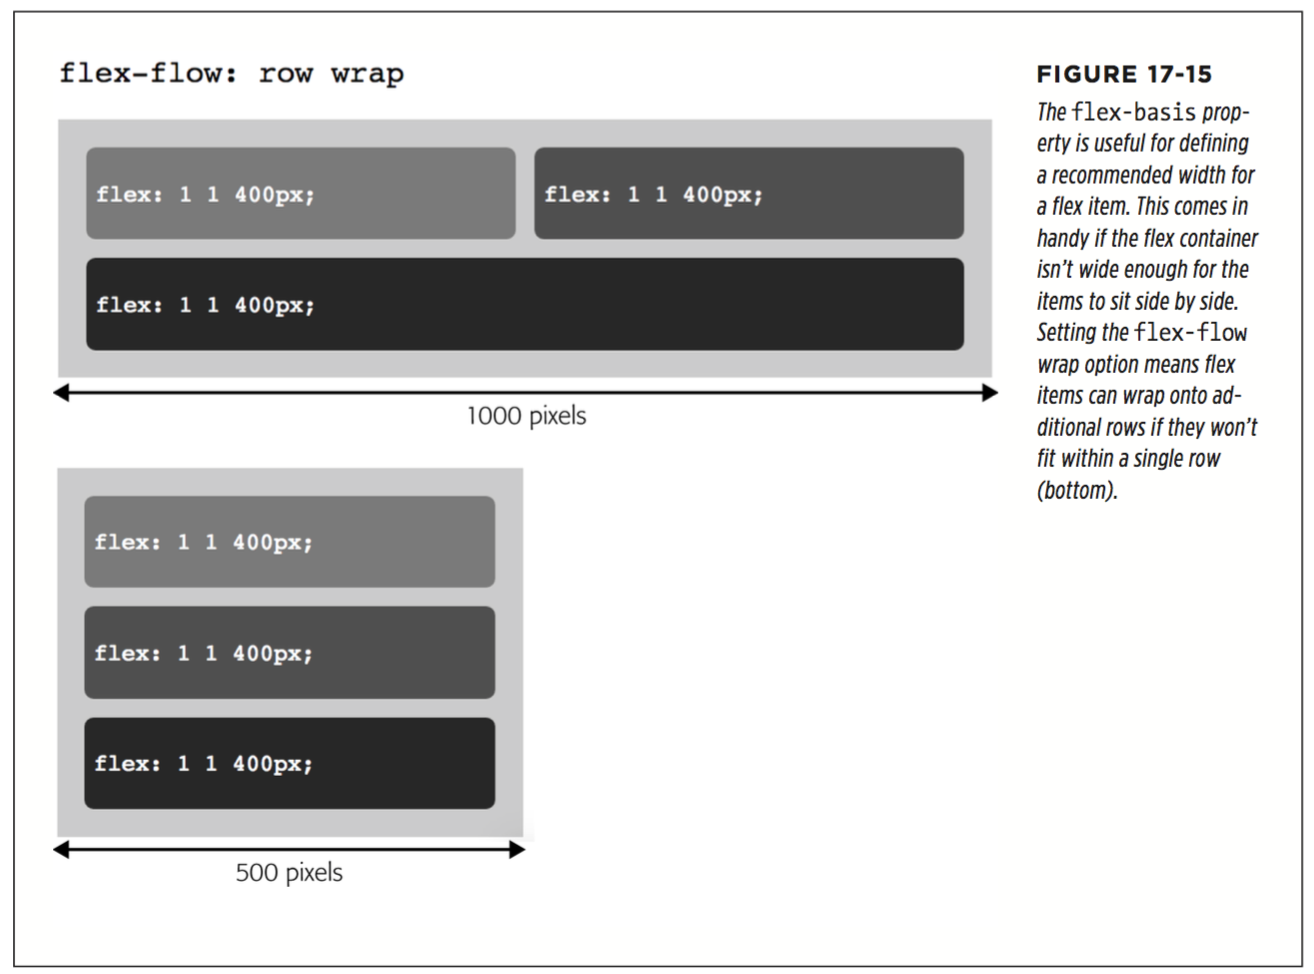 flex-flow: row wrap
flex: 1 1 400px;
flex: 1 1 400px;
flex: 1 1 400px;
1000 pixels
flex: 1 1 400px;
flex: 1 1 400px;
flex: 1 1 400px;
500 pixels
FIGURE 17-15
The flex-basis prop-
erty is useful for defining
a recommended width for
a flex item. This comes in
handy if the flex container
isn’t wide enough for the
items to sit side by side.
Setting the flex-flow
wrap option means flex
items can wrap onto ad-
ditional rows if they won’t
fit within a single row
(bottom).